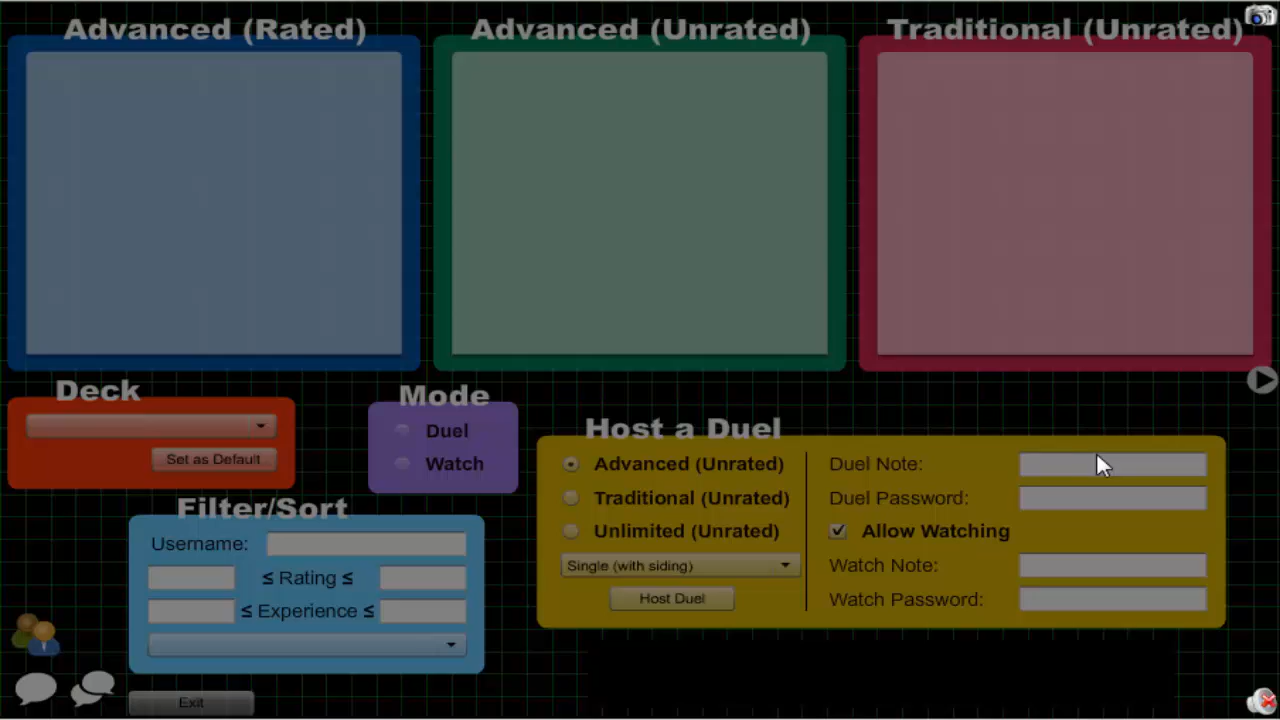 Advanced (Rated)
Advanced (Unrated)
Traditional (Unrated)
Deck
Set as Default
Mode
Duel
Watch
Host a Duel
Advanced (Unrated)
Traditional (Unrated)
Unlimited (Unrated)
Single (with siding)
Host Duel
Duel Note:
Duel Password:
Allow Watching
Watch Note:
Watch Password:
Filter/Sort
Username:
≤ Rating ≤
≤ Experience ≤
Exit